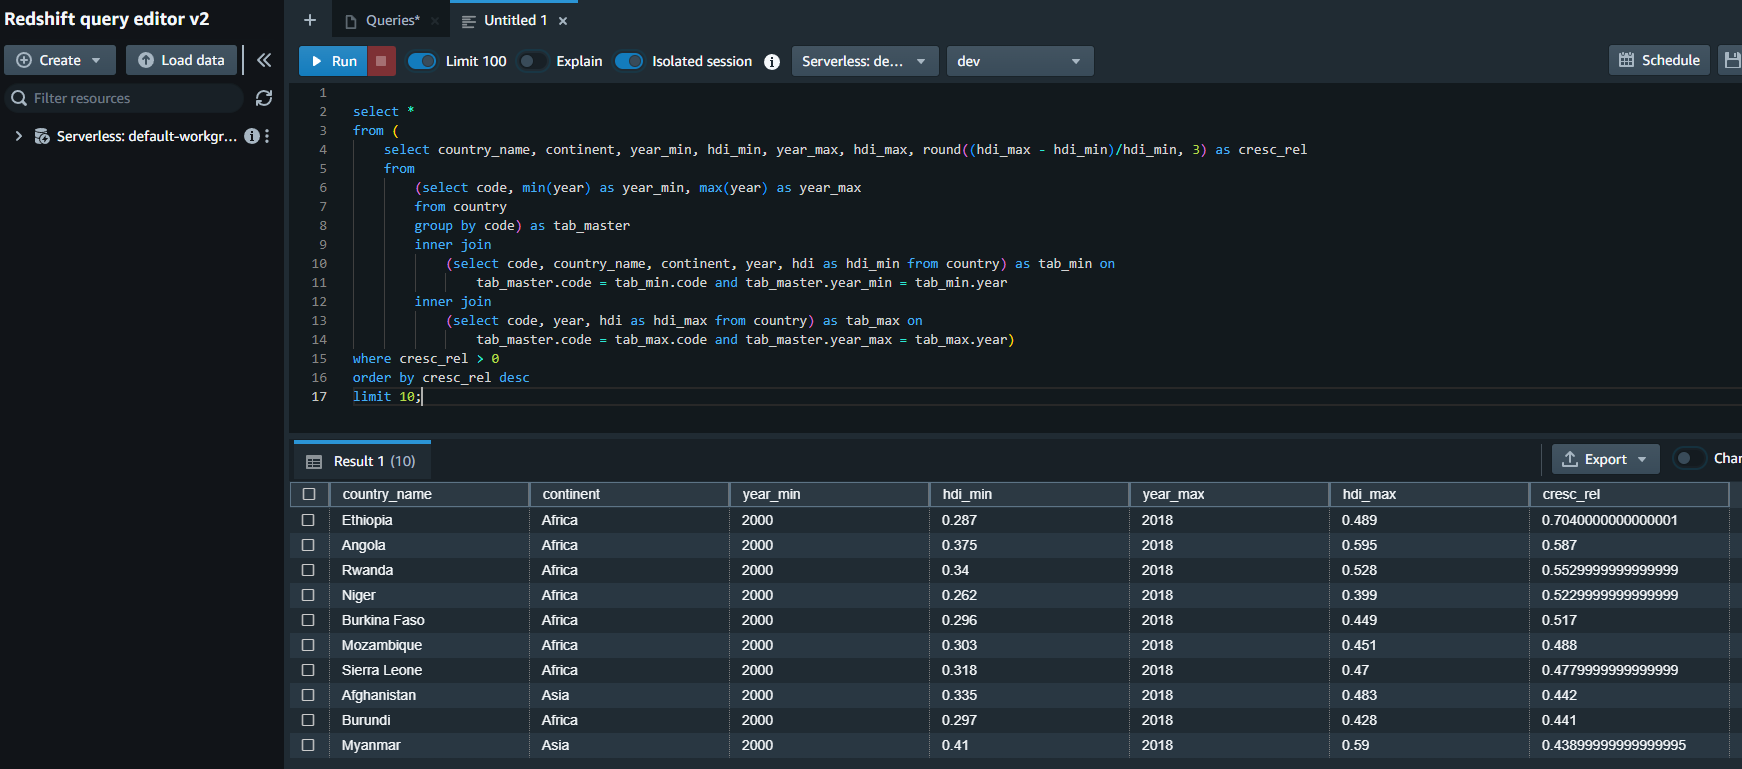 Redshift query editor v2
Create
Load data
Filter resources
Serverless: default-workgr...
Queries*
Untitled 1
Run
Limit 100
Explain
Isolated session
Serverless: de...
dev
Schedule
1
2 select *
3 from (
4 select country_name, continent, year_min, hdi_min, year_max, hdi_max, round((hdi_max - hdi_min)/hdi_min, 3) as cresc_rel
5 from
6 (select code, min(year) as year_min, max(year) as year_max
7 from country
8 group by code) as tab_master
9 inner join
10 (select code, country_name, continent, year, hdi as hdi_min from country) as tab_min on
11 tab_master.code = tab_min.code and tab_master.year_min = tab_min.year
12 inner join
13 (select code, year, hdi as hdi_max from country) as tab_max on
14 tab_master.code = tab_max.code and tab_master.year_max = tab_max.year)
15 where cresc_rel > 0
16 order by cresc_rel desc
17 limit 10;
Result 1 (10)
Export
Char
country_name continent year_min hdi_min year_max hdi_max cresc_rel
Ethiopia Africa 2000 0.287 2018 0.489 0.7040000000000001
Angola Africa 2000 0.375 2018 0.595 0.587
Rwanda Africa 2000 0.34 2018 0.528 0.5529999999999999
Niger Africa 2000 0.262 2018 0.399 0.5229999999999999
Burkina Faso Africa 2000 0.296 2018 0.449 0.517
Mozambique Africa 2000 0.303 2018 0.451 0.488
Sierra Leone Africa 2000 0.318 2018 0.47 0.4779999999999999
Afghanistan Asia 2000 0.335 2018 0.483 0.442
Burundi Africa 2000 0.297 2018 0.428 0.441
Myanmar Asia 2000 0.41 2018 0.59 0.43899999999999995